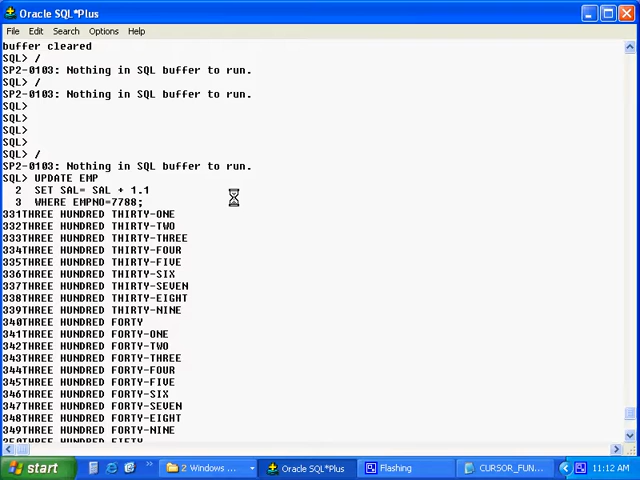 Oracle SQL*Plus
File Edit Search Options Help
buffer cleared
SQL> /
SP2-0103: Nothing in SQL buffer to run.
SQL> /
SP2-0103: Nothing in SQL buffer to run.
SQL>
SQL>
SQL>
SQL>
SQL> /
SP2-0103: Nothing in SQL buffer to run.
SQL> UPDATE EMP
2 SET SAL= SAL + 1.1
3 WHERE EMPNO=7788;
331THREE HUNDRED THIRTY-ONE
332THREE HUNDRED THIRTY-TWO
333THREE HUNDRED THIRTY-THREE
334THREE HUNDRED THIRTY-FOUR
335THREE HUNDRED THIRTY-FIVE
336THREE HUNDRED THIRTY-SIX
337THREE HUNDRED THIRTY-SEVEN
338THREE HUNDRED THIRTY-EIGHT
339THREE HUNDRED THIRTY-NINE
340THREE HUNDRED FORTY
341THREE HUNDRED FORTY-ONE
342THREE HUNDRED FORTY-TWO
343THREE HUNDRED FORTY-THREE
344THREE HUNDRED FORTY-FOUR
345THREE HUNDRED FORTY-FIVE
346THREE HUNDRED FORTY-SIX
347THREE HUNDRED FORTY-SEVEN
348THREE HUNDRED FORTY-EIGHT
349THREE HUNDRED FORTY-NINE
350THREE HUNDRED FIFTY
start 2 Windows ... Oracle SQL*Plus Flashing CURSOR_FUN... 11:12 AM